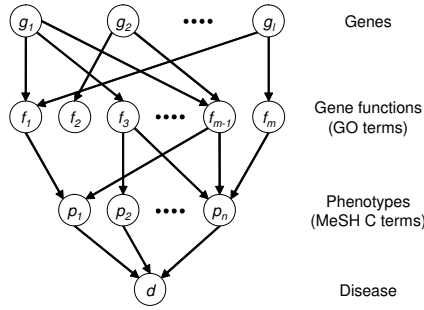 g1 g2 •••• gl Genes
f1 f2 f3 •••• fm-1 fm Gene functions
(GO terms)
p1 p2 •••• pn Phenotypes
(MeSH C terms)
d Disease